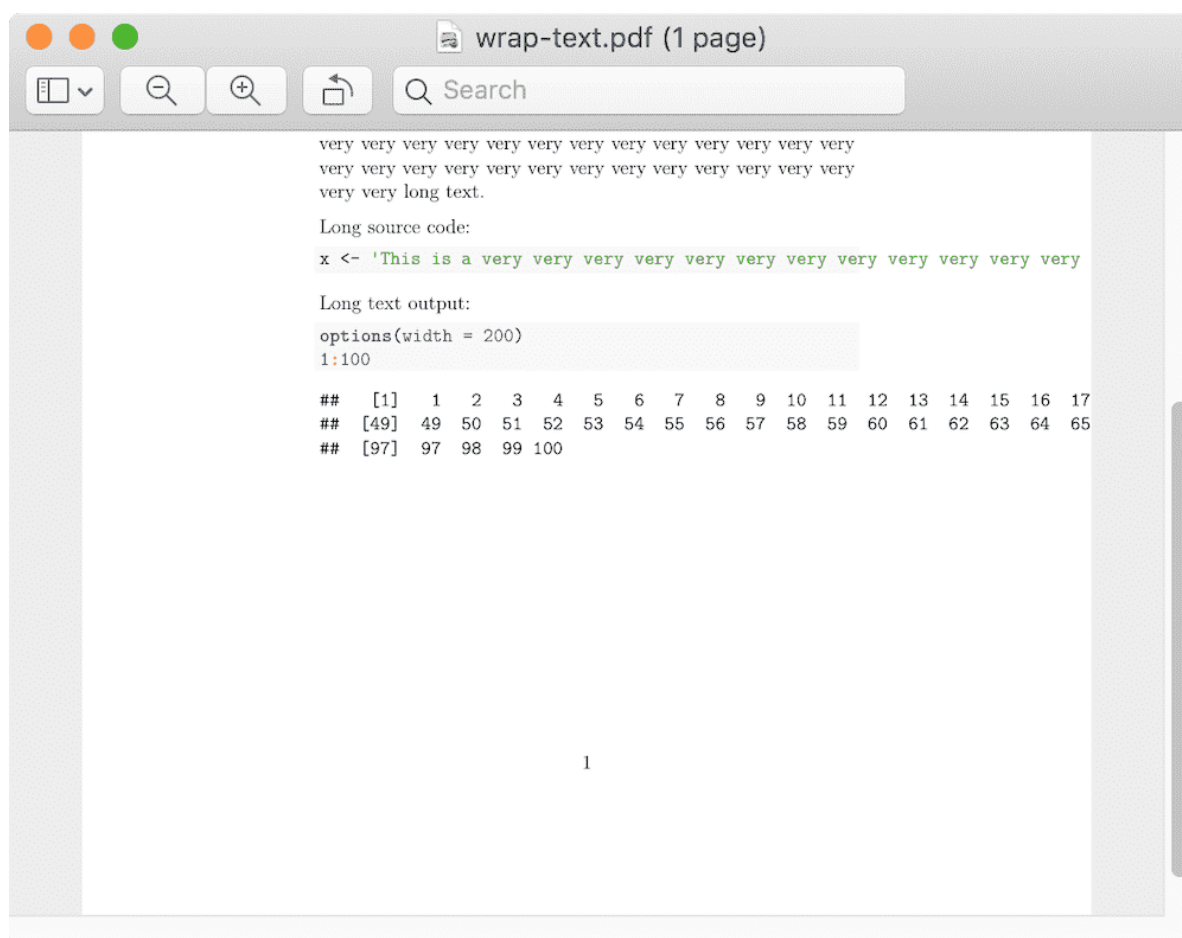 wrap-text.pdf (1 page)
Search
very very very very very very very very very very very very very
very very very very very very very very very very very very very
very very long text.
Long source code:
x <- 'This is a very very very very very very very very very very very very
Long text output:
options(width = 200)
1:100
##   [1]   1   2   3   4   5   6   7   8   9  10  11  12  13  14  15  16  17
##  [49]  49  50  51  52  53  54  55  56  57  58  59  60  61  62  63  64  65
##  [97]  97  98  99 100
1